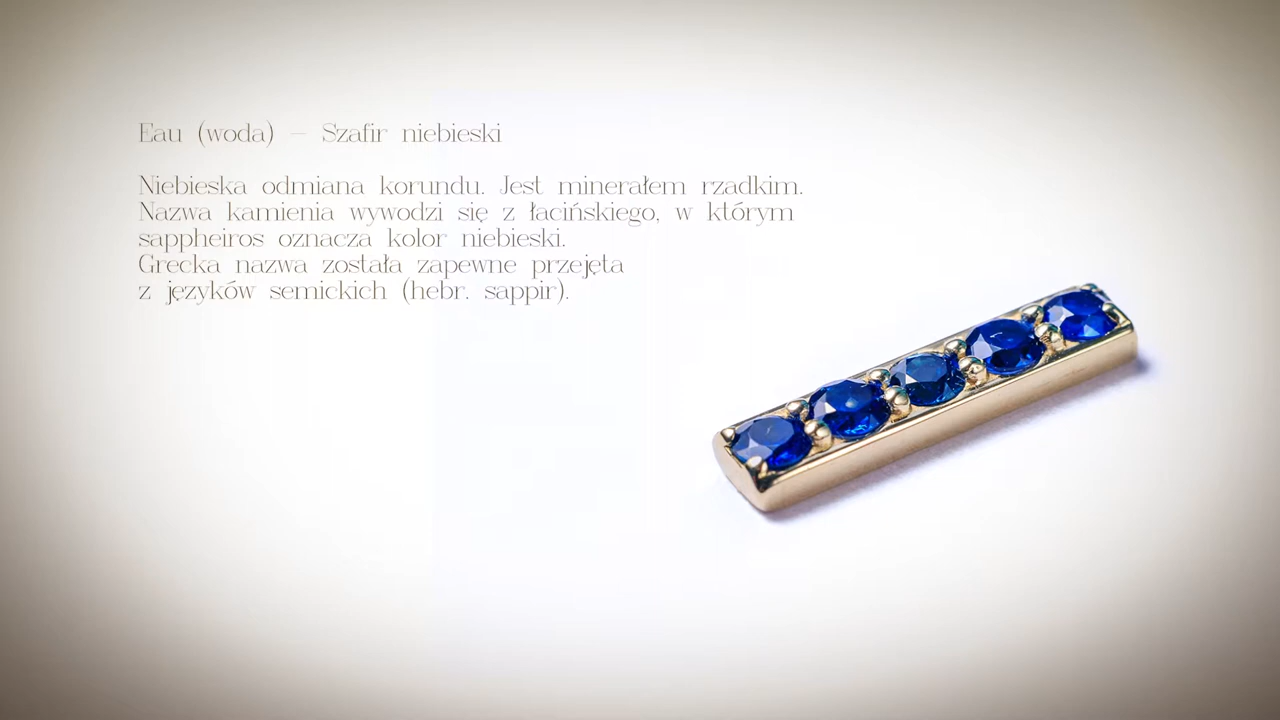 Eau (woda) – Szafir niebieski
Niebieska odmiana korundu. Jest minerałem rzadkim.
Nazwa kamienia wywodzi się z łacińskiego, w którym
sappheiros oznacza kolor niebieski.
Grecka nazwa została zapewne przejęta
z języków semickich (hebr. sappir).